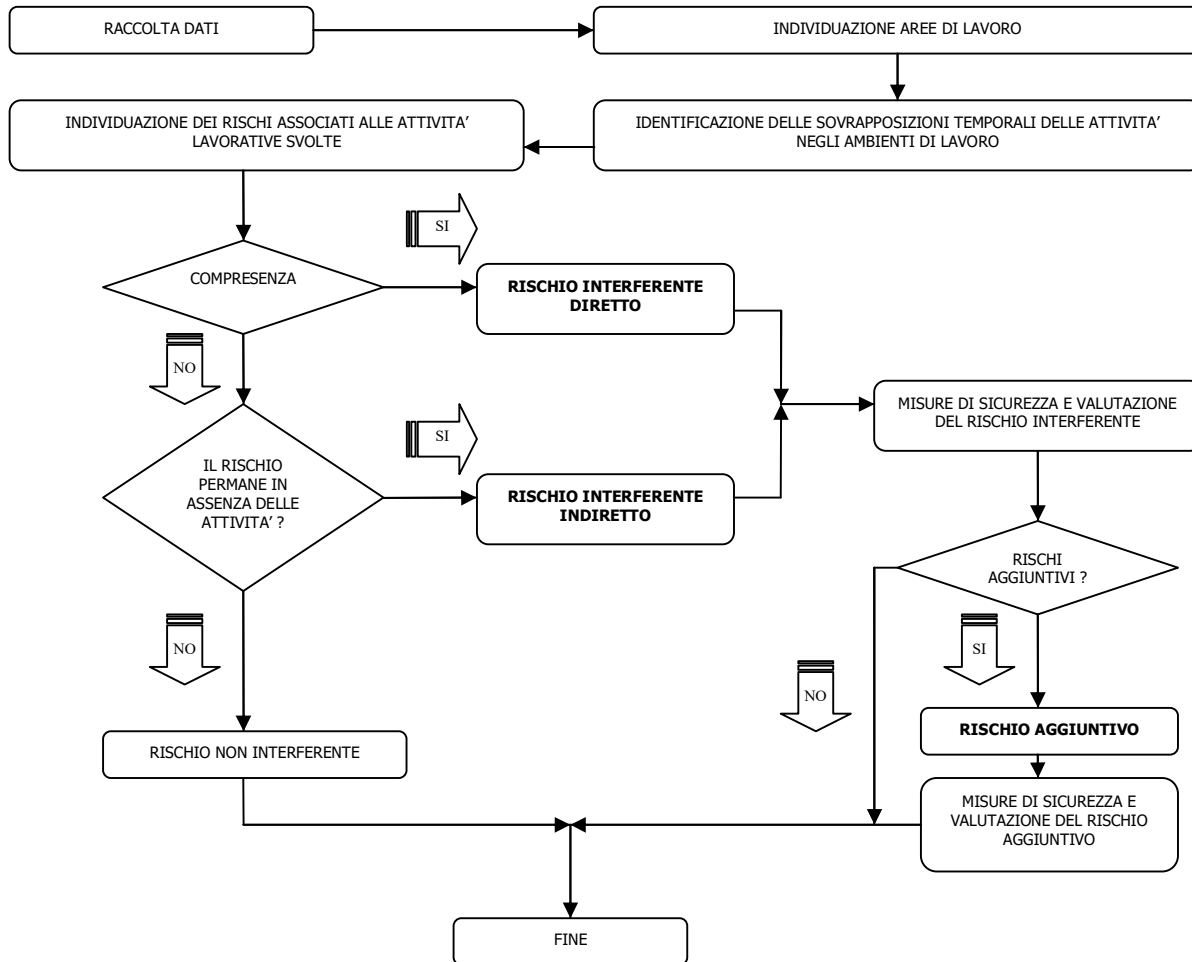 RACCOLTA DATI
INDIVIDUAZIONE AREE DI LAVORO
INDIVIDUAZIONE DEI RISCHI ASSOCIATI ALLE ATTIVITA’
LAVORATIVE SVOLTE
IDENTIFICAZIONE DELLE SOVRAPPOSIZIONI TEMPORALI DELLE ATTIVITA’
NEGLI AMBIENTI DI LAVORO
SI
COMPRESENZA
RISCHIO INTERFERENTE
DIRETTO
NO
MISURE DI SICUREZZA E VALUTAZIONE
DEL RISCHIO INTERFERENTE
SI
IL RISCHIO
PERMANE IN
ASSENZA DELLE
ATTIVITA’ ?
RISCHIO INTERFERENTE
INDIRETTO
RISCHI
AGGIUNTIVI ?
NO
SI
NO
RISCHIO NON INTERFERENTE
RISCHIO AGGIUNTIVO
MISURE DI SICUREZZA E
VALUTAZIONE DEL RISCHIO
AGGIUNTIVO
FINE